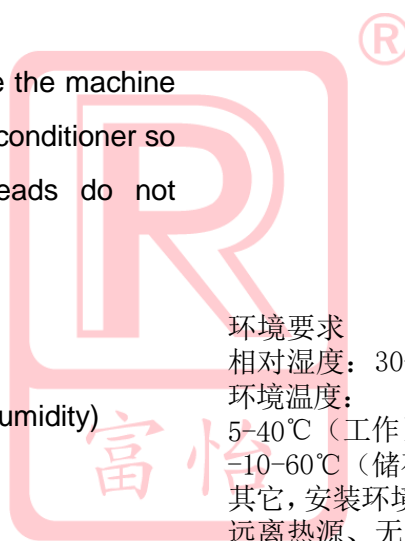 ®
the machine
conditioner so
do not
环境要求
相对湿度：30
环境温度：
5-40℃（工作
-10-60℃（储
其它，安装环境
远离热源、无
R
富怡